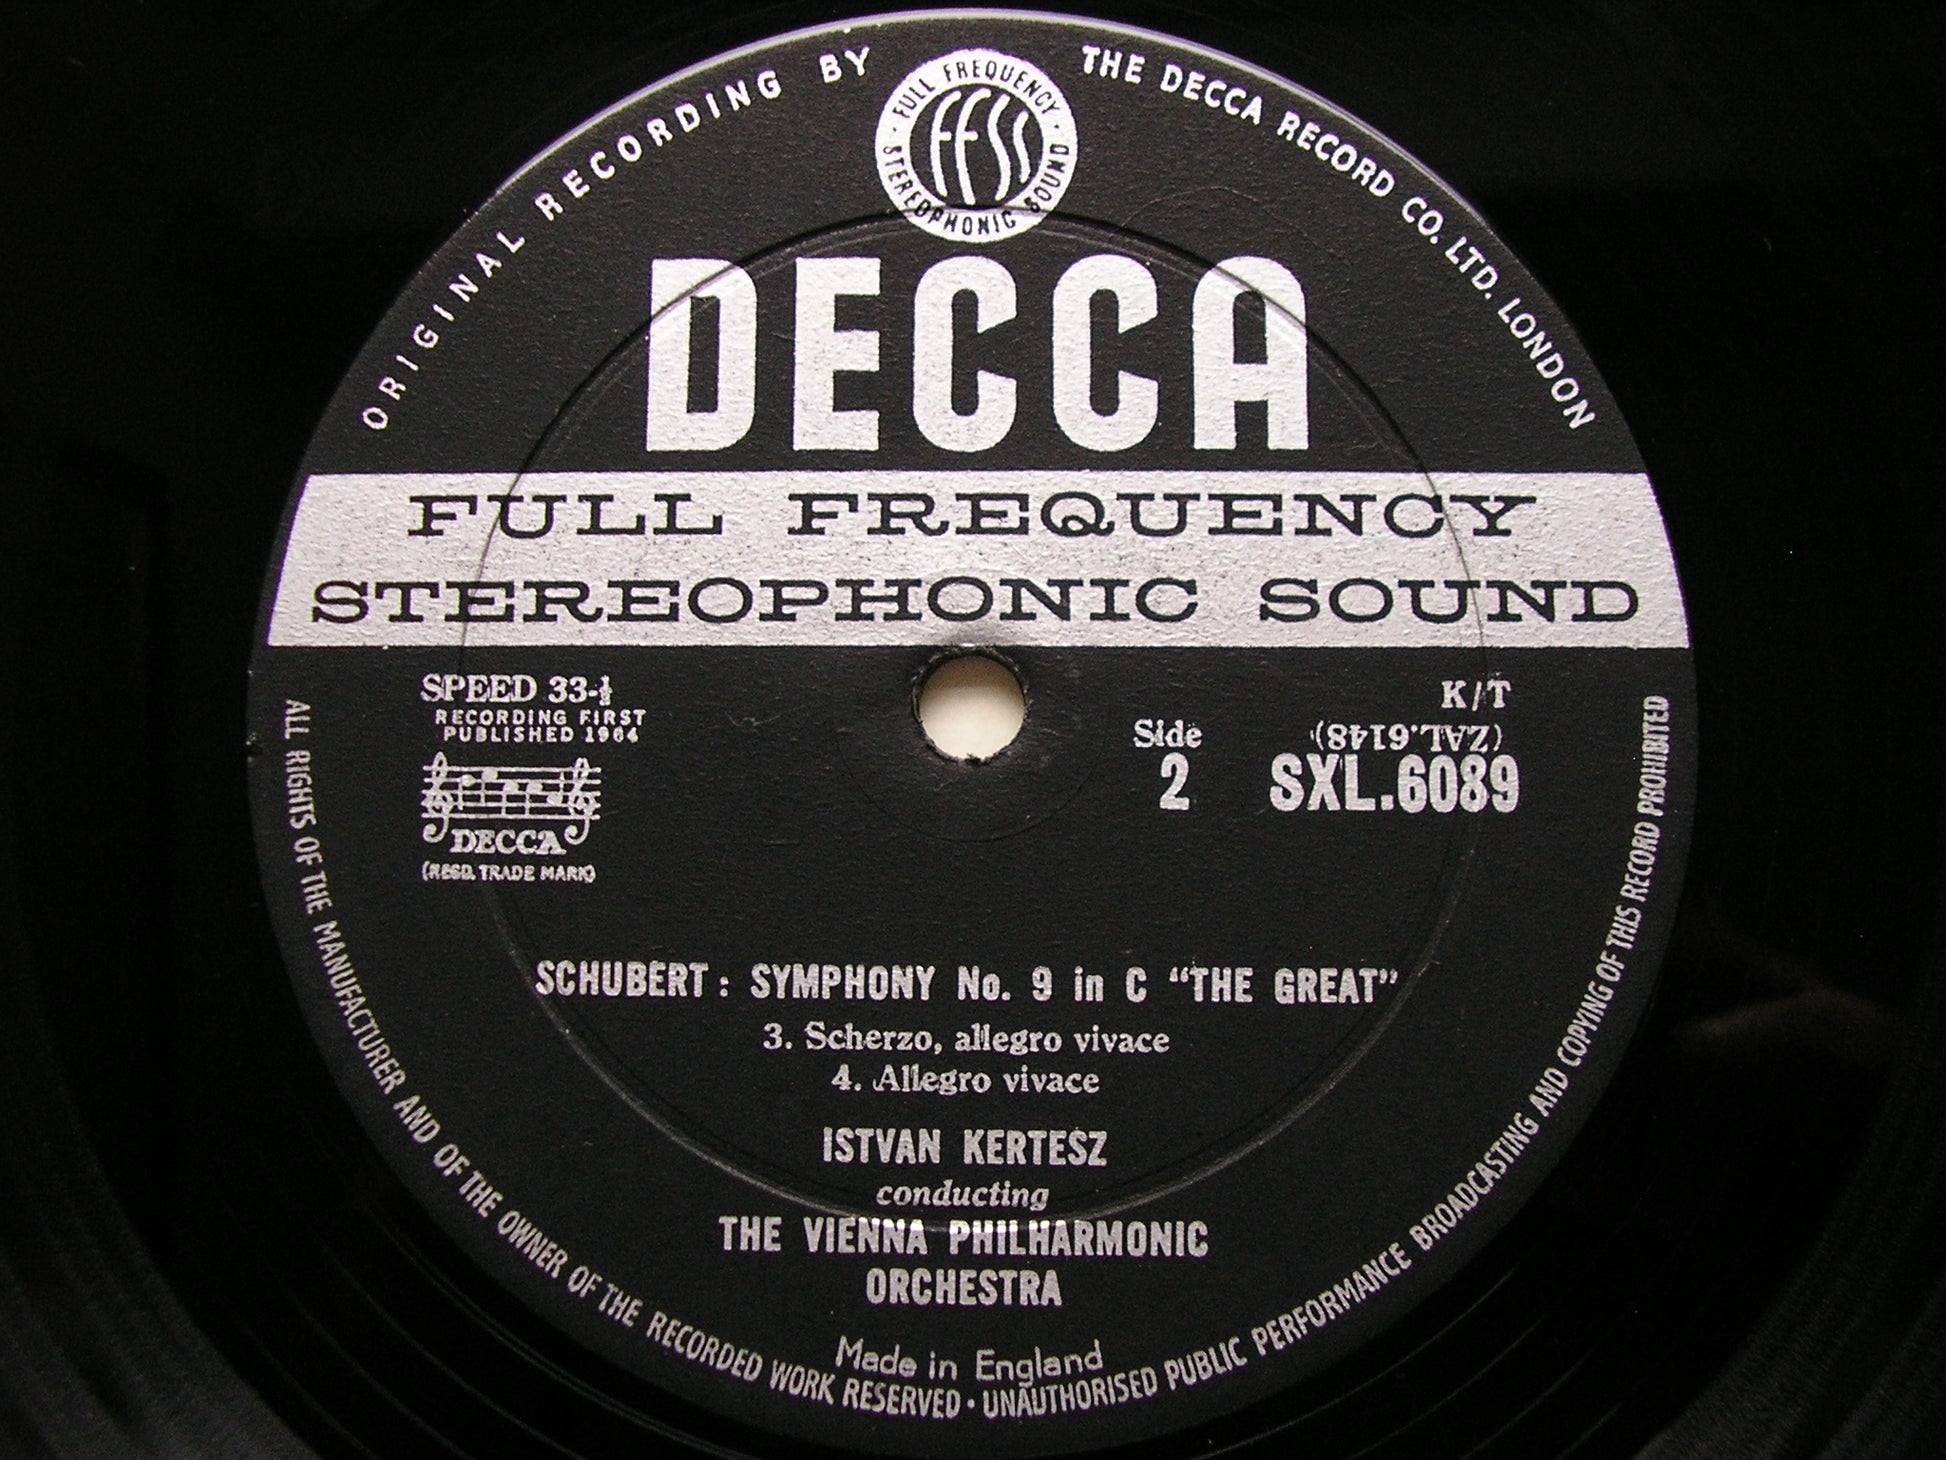 ORIGINAL RECORDING BY THE DECCA RECORD CO. LTD. LONDON
FULL FREQUENCY
FFSS
STEREOPHONIC SOUND
DECCA
FULL FREQUENCY
STEREOPHONIC SOUND
SPEED 33-⅓
RECORDING FIRST
PUBLISHED 1964
DECCA
(REGD. TRADE MARK)
K/T
(ZAL.6148)
Side
2
SXL.6089
SCHUBERT: SYMPHONY No. 9 in C “THE GREAT”
3. Scherzo, allegro vivace
4. Allegro vivace
ISTVAN KERTESZ
conducting
THE VIENNA PHILHARMONIC
ORCHESTRA
Made in England
ALL RIGHTS OF THE MANUFACTURER AND OF THE OWNER OF THE RECORDED WORK RESERVED · UNAUTHORISED PUBLIC PERFORMANCE BROADCASTING AND COPYING OF THIS RECORD PROHIBITED